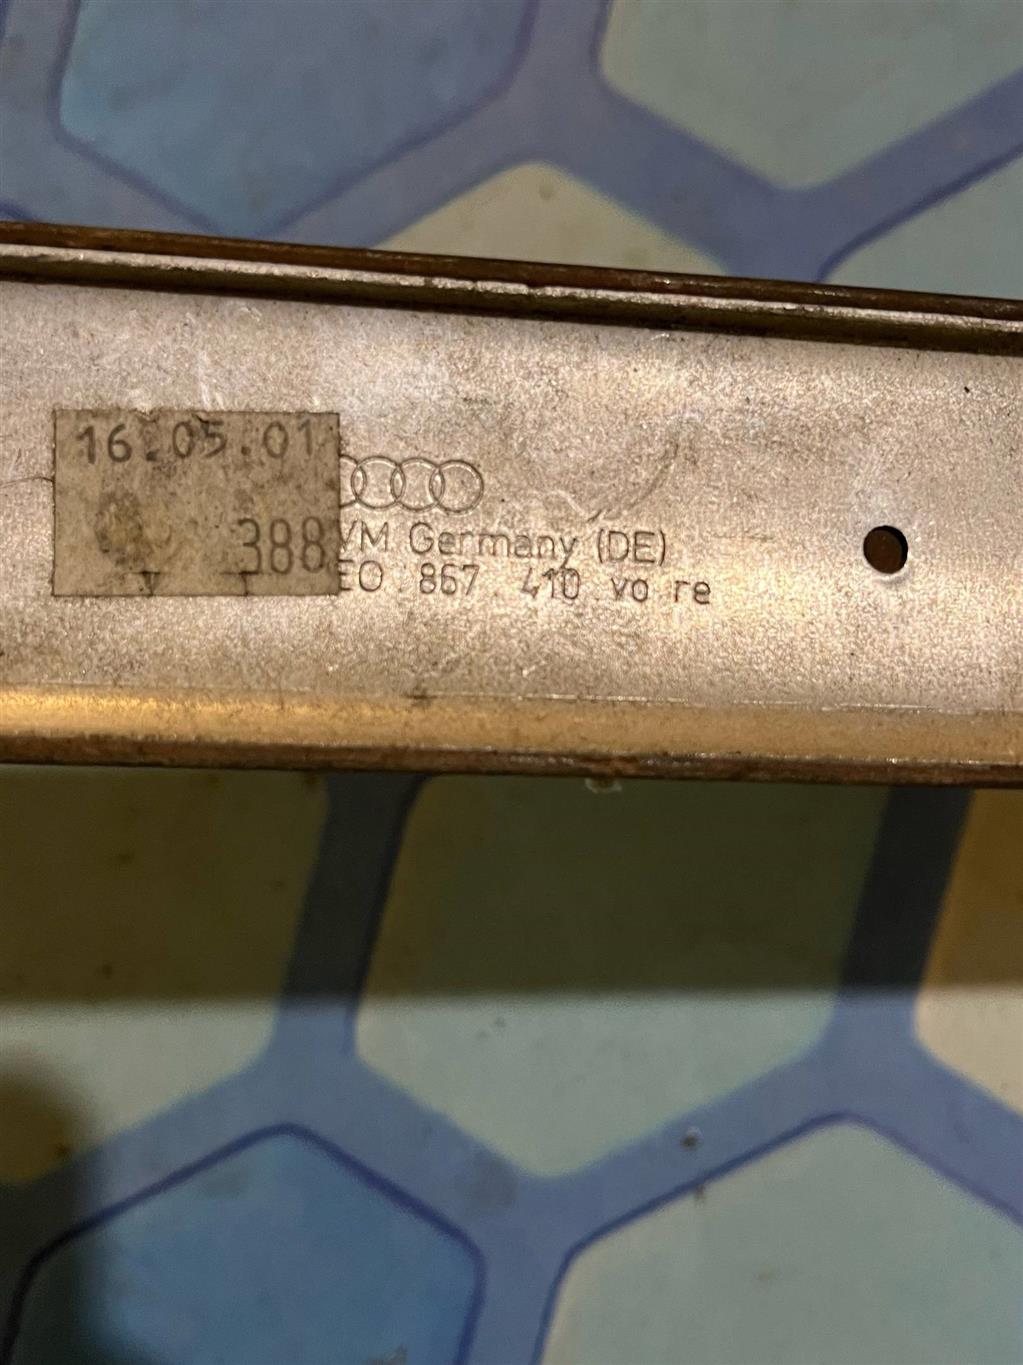 16.05.01
388
VM Germany (DE)
EO 867 410 vo re